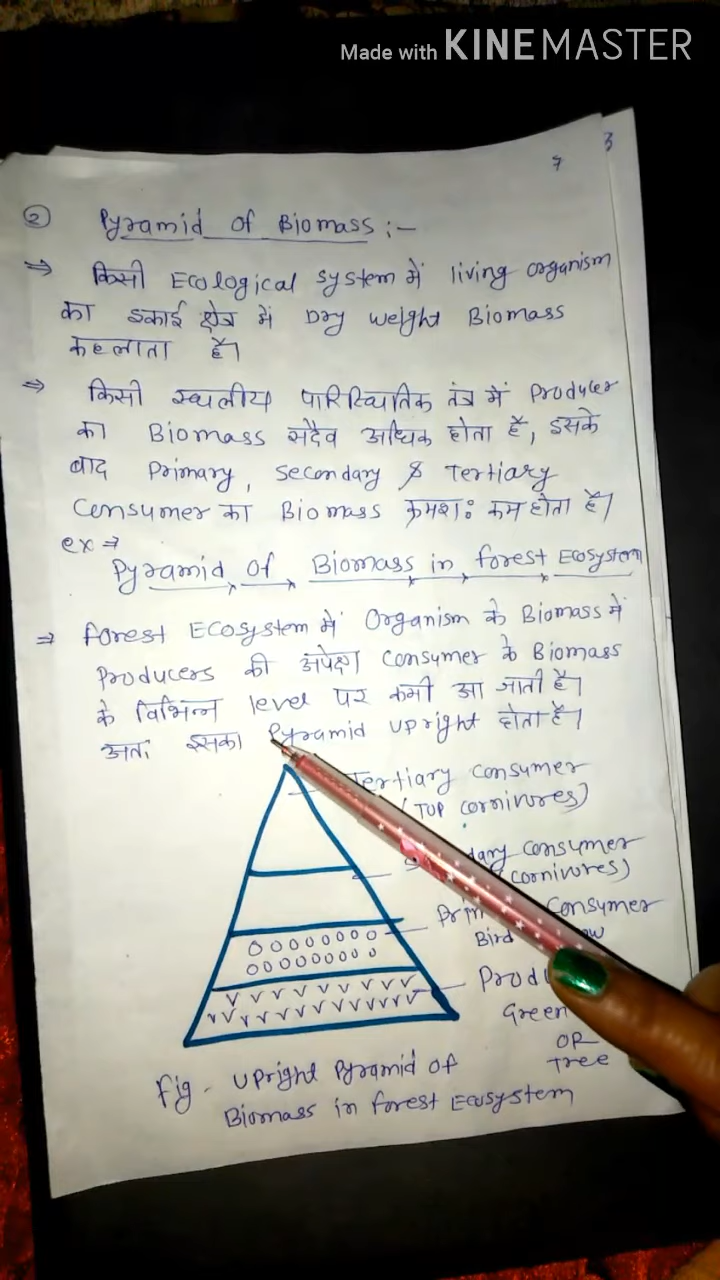 Made with KINEMASTER
7 3
② Pyramid of Biomass :-
⇒ किसी Ecological system में living organism
का इकाई क्षेत्र में Dry weight Biomass
कहलाता है।
⇒ किसी स्थलीय पारिस्थितिक तंत्र में Producer
का Biomass सदैव अधिक होता है, इसके
बाद Primary, Secondary & Tertiary
Consumer का Biomass क्रमशः कम होता है।
ex ⇒
Pyramid of Biomass in forest Ecosystem
⇒ forest Ecosystem में Organism के Biomass में
Producers की अपेक्षा Consumer के Biomass
के विभिन्न level पर कमी आ जाती है।
अतः इसका Pyramid upright होता है।
Tertiary Consumer
(Top Cornivores)
Consumer
(cornivores)
Consumer
Bird
Green
OR
Tree
Fig - Upright Pyramid of
Biomass in forest Ecosystem